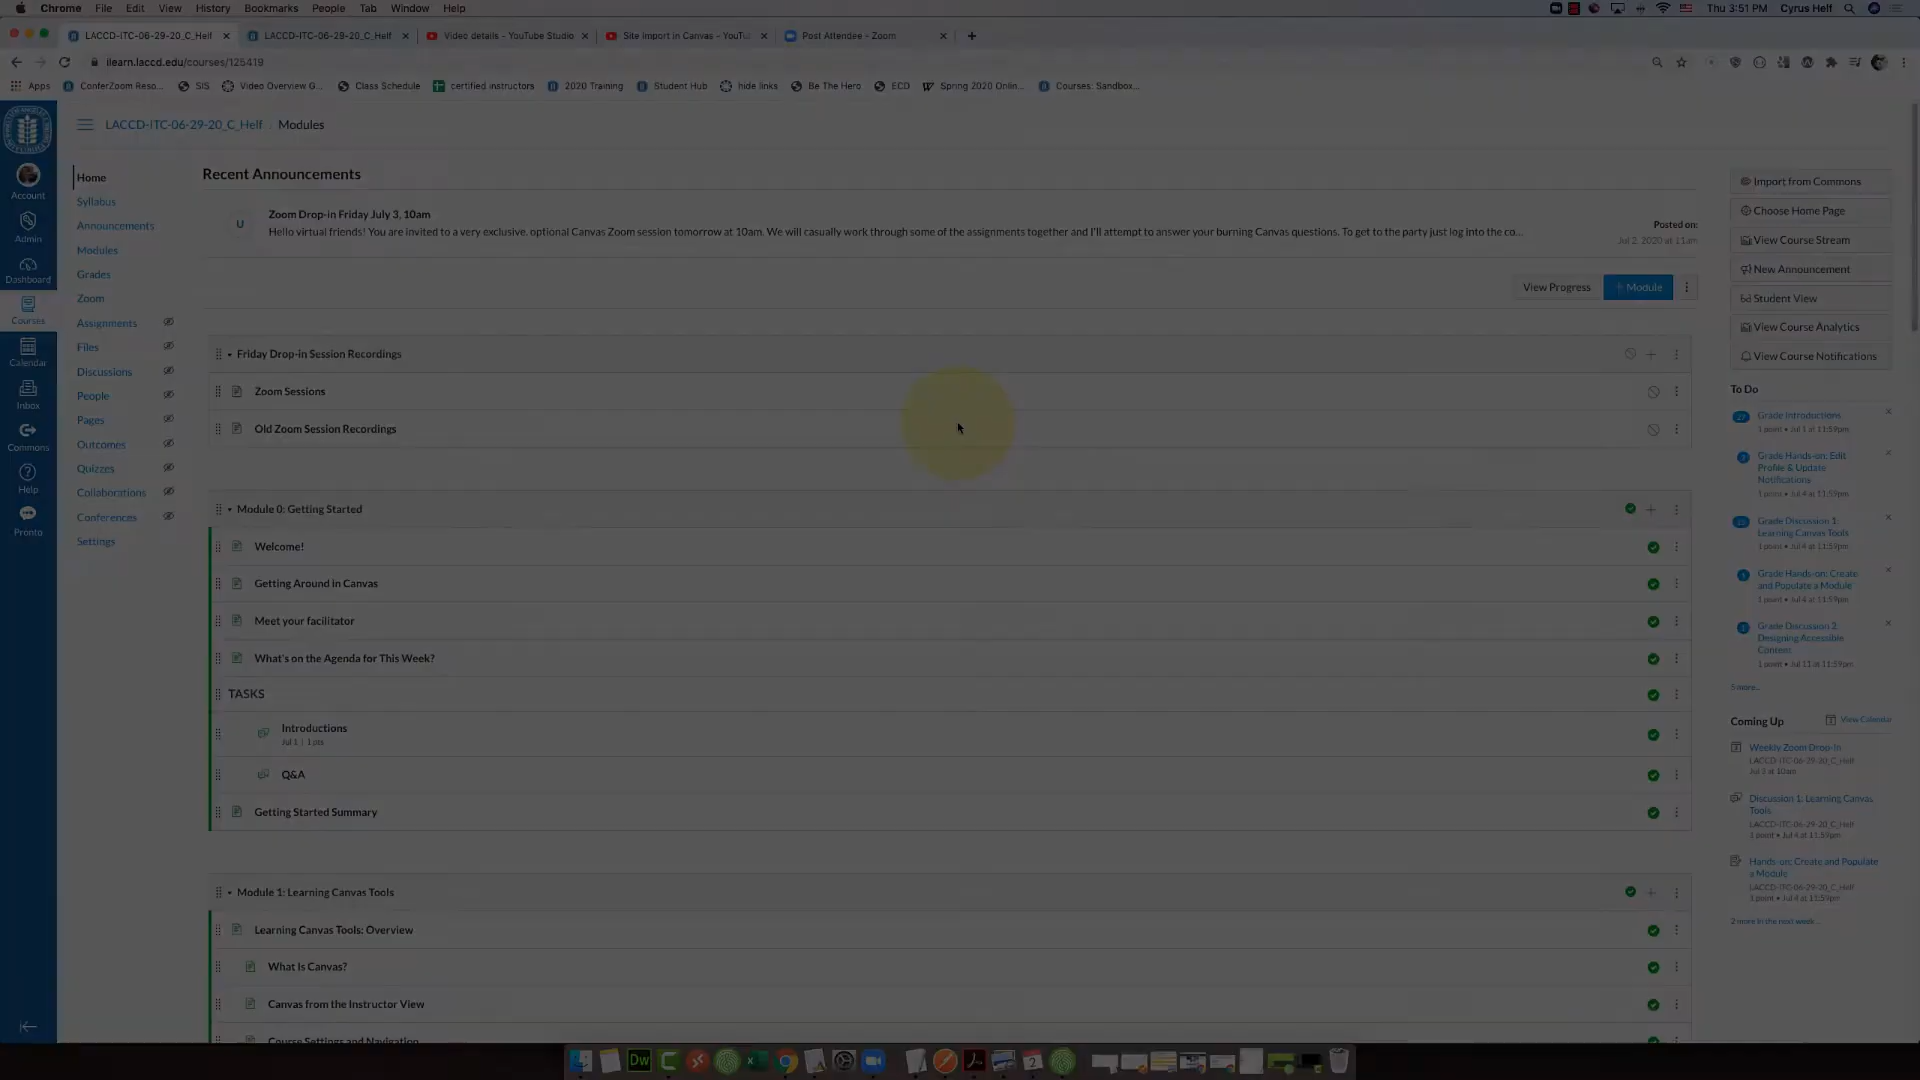 Chrome File Edit View History Bookmarks People Tab Window Help Thu 3:51 PM Cyrus Helf
LACCD-ITC-06-29-20_C_Helf LACCD-ITC-06-29-20_C_Helf Video details - YouTube Studio Site Import in Canvas - YouTu Post Attendee - Zoom
ilearn.laccd.edu/courses/125419
Apps ConferZoom Reso... SIS Video Overview G... Class Schedule certified instructors 2020 Training Student Hub hide links Be The Hero ECD Spring 2020 Onlin... Courses: Sandbox...
LACCD-ITC-06-29-20_C_Helf › Modules
Account
Admin
Dashboard
Courses
Calendar
Inbox
Commons
Help
Pronto
Home
Syllabus
Announcements
Modules
Grades
Zoom
Assignments
Files
Discussions
People
Pages
Outcomes
Quizzes
Collaborations
Conferences
Settings
Recent Announcements
U
Zoom Drop-in Friday July 3, 10am
Hello virtual friends! You are invited to a very exclusive, optional Canvas Zoom session tomorrow at 10am. We will casually work through some of the assignments together and I'll attempt to answer your burning Canvas questions. To get to the party just log into the co...
Posted on:
Jul 2, 2020 at 11am
View Progress + Module
Friday Drop-in Session Recordings
Zoom Sessions
Old Zoom Session Recordings
Module 0: Getting Started
Welcome!
Getting Around in Canvas
Meet your facilitator
What's on the Agenda for This Week?
TASKS
Introductions
Jul 1 | 1 pts
Q&A
Getting Started Summary
Module 1: Learning Canvas Tools
Learning Canvas Tools: Overview
What Is Canvas?
Canvas from the Instructor View
Course Settings and Navigation
Import from Commons
Choose Home Page
View Course Stream
New Announcement
Student View
View Course Analytics
View Course Notifications
To Do
Grade Introductions
1 point • Jul 1 at 11:59pm
Grade Hands-on: Edit
Profile & Update
Notifications
1 point • Jul 4 at 11:59pm
Grade Discussion 1:
Learning Canvas Tools
1 point • Jul 4 at 11:59pm
Grade Hands-on: Create
and Populate a Module
1 point • Jul 4 at 11:59pm
Grade Discussion 2:
Designing Accessible
Content
1 point • Jul 11 at 11:59pm
5 more...
Coming Up View Calendar
Weekly Zoom Drop-In
LACCD-ITC-06-29-20_C_Helf
Jul 3 at 10am
Discussion 1: Learning Canvas
Tools
LACCD-ITC-06-29-20_C_Helf
1 point • Jul 4 at 11:59pm
Hands-on: Create and Populate
a Module
LACCD-ITC-06-29-20_C_Helf
1 point • Jul 4 at 11:59pm
2 more in the next week...
Dw